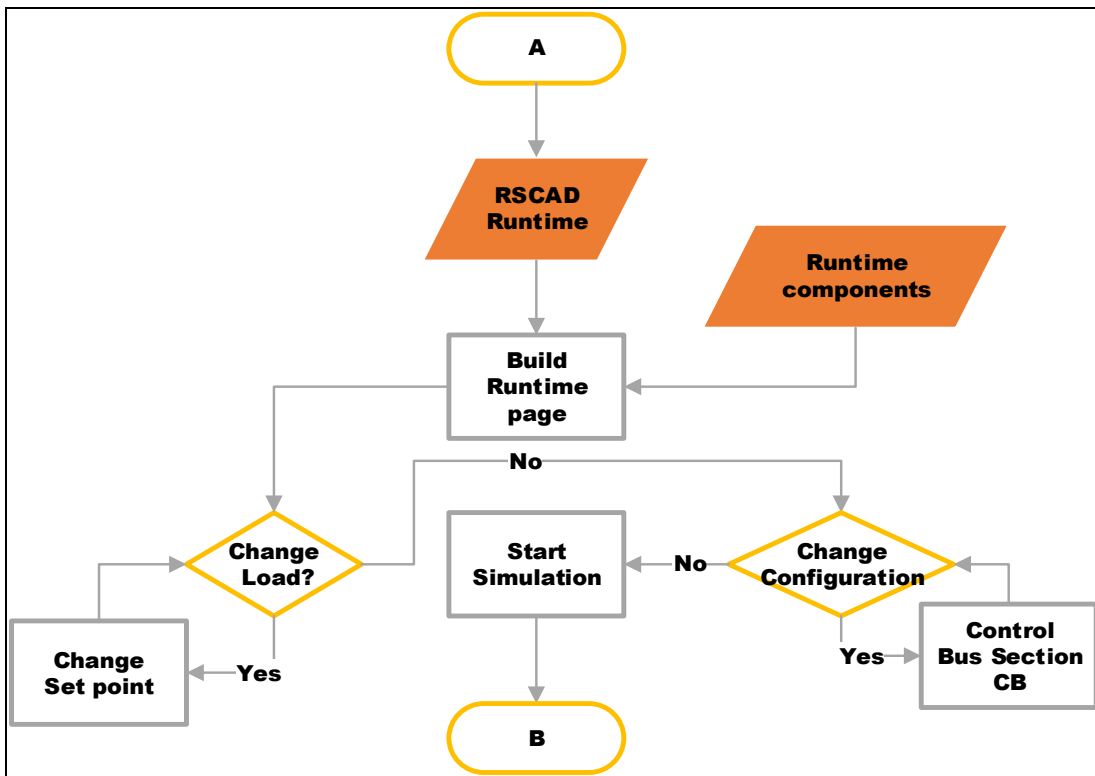 A
RSCAD
Runtime
Runtime
components
Build
Runtime
page
No
Change
Load?
Start
Simulation
No
Change
Configuration
Change
Set point
Yes
Yes
Control
Bus Section
CB
B